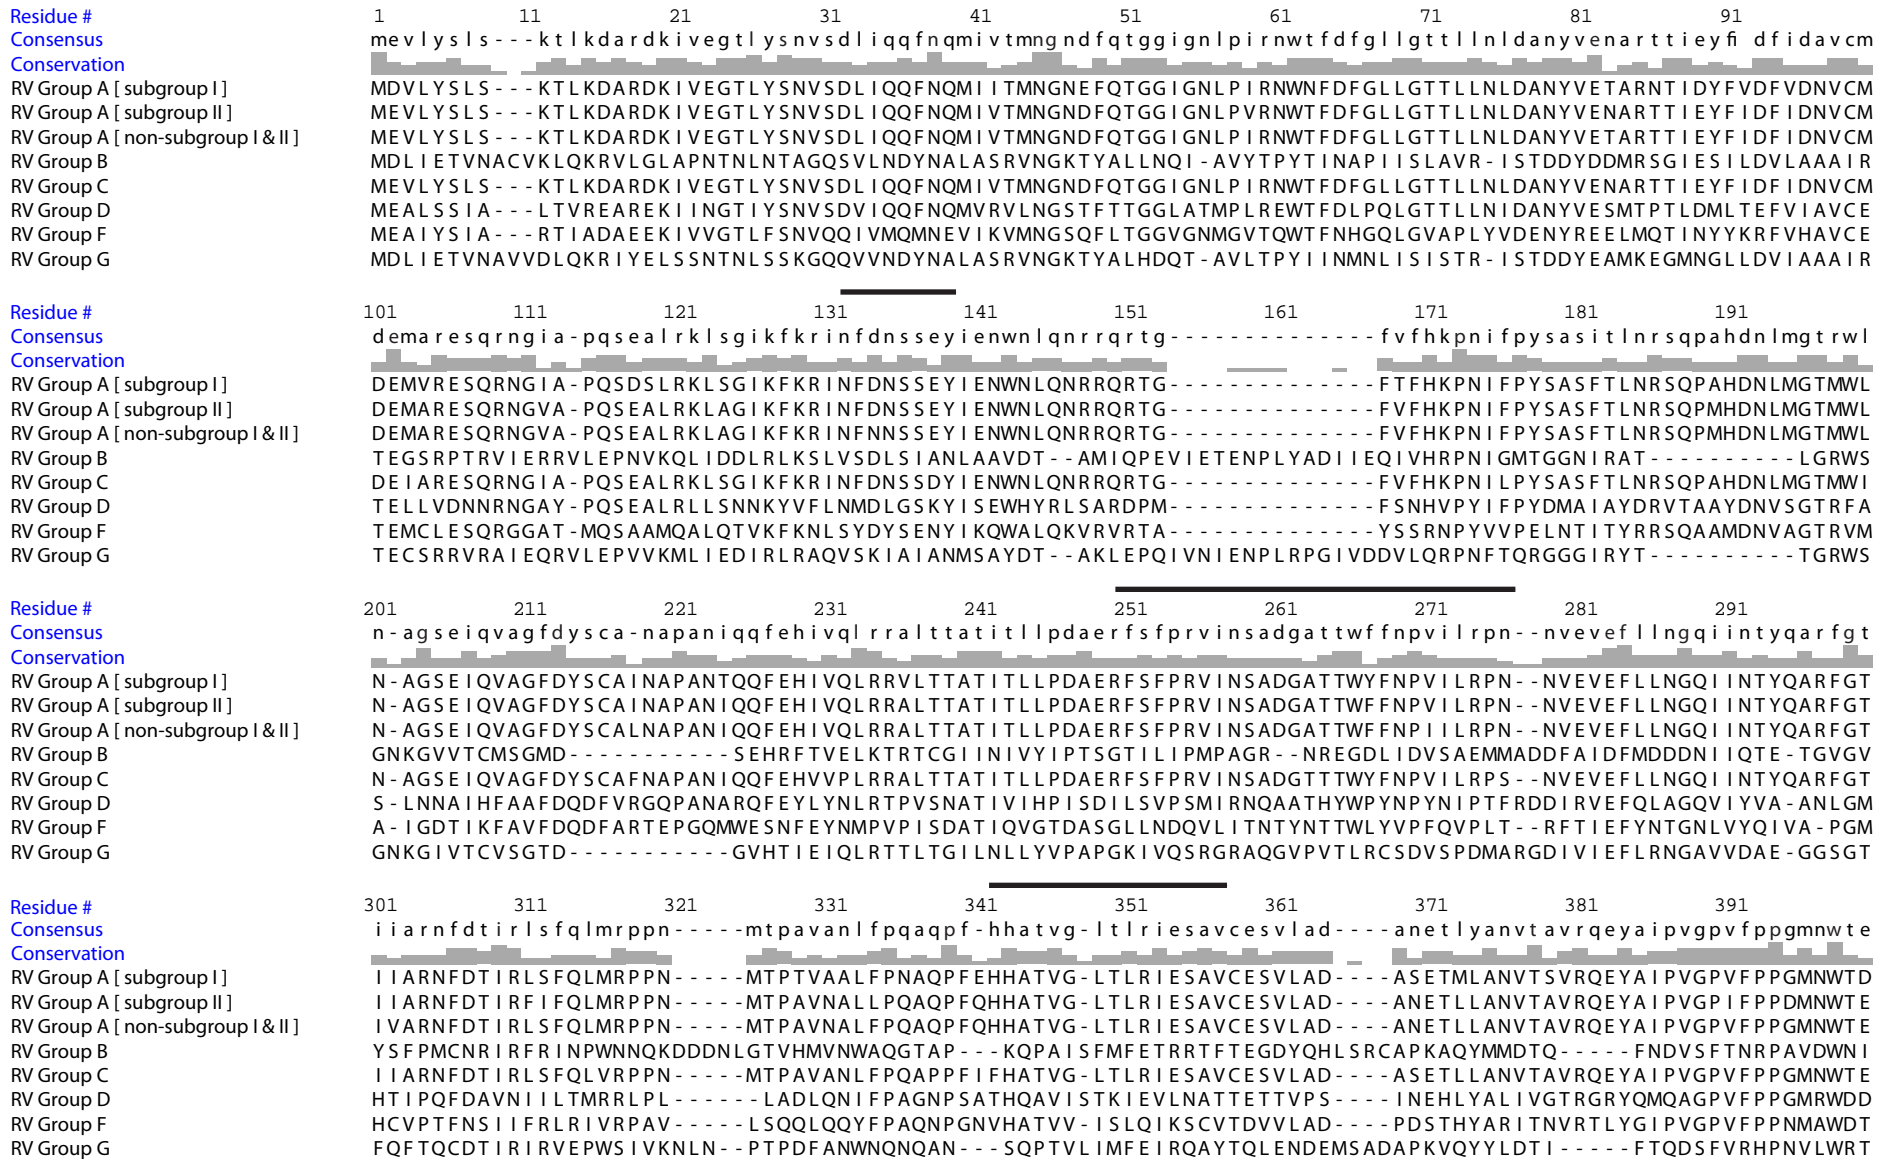 Residue # 1 11 21 31 41 51 61 71 81 91
Consensus mevlysls---ktlkdardkivegtlysnvsdliqqfnqmivtmngndfqtggignlpirnwtfdfgllgttllnldanyvenarttieyfidfidavcm
Conservation
RV Group A [ subgroup I ] MDVLYSLS---KTLKDARDKIVEGTLYSNVSDLIQQFNQMIITMNGNEFQTGGIGNLPIRNWNFDFGLLGTTLLNLDANYVETARNTIDYFVDFVDNVCM
RV Group A [ subgroup II ] MEVLYSLS---KTLKDARDKIVEGTLYSNVSDLIQQFNQMIVTMNGNDFQTGGIGNLPVRNWTFDFGLLGTTLLNLDANYVENARTTIEYFIDFIDNVCM
RV Group A [ non-subgroup I & II ] MEVLYSLS---KTLKDARDKIVEGTLYSNVSDLIQQFNQMIVTMNGNDFQTGGIGNLPIRNWTFDFGLLGTTLLNLDANYVETARTTIEYFIDFIDNVCM
RV Group B MDLIETVNACVKLQKRVLGLAPNTNLNTAGQSVLNDYNALASRVNGKTYALLNQI-AVYTPYTINAPIISLAVR-ISTDDYDDMRSGIESILDVLAAAIR
RV Group C MEVLYSLS---KTLKDARDKIVEGTLYSNVSDLIQQFNQMIVTMNGNDFQTGGIGNLPIRNWTFDFGLLGTTLLNLDANYVENARTTIEYFIDFIDNVCM
RV Group D MEALSSIA---LTVREAREKIINGTIYSNVSDVIQQFNQMVRVLNGSTFTTGGLATMPLREWTFDLPQLGTTLLNIDANYVESMTPTLDMLTEFVIAVCE
RV Group F MEAIYSIA---RTIADAEEKIVVGTLFSNVQQIVMQMNEVIKVMNGSQFLTGGVGNMGVTQWTFNHGQLGVAPLYVDENYREELMQTINYYKRFVHAVCE
RV Group G MDLIETVNAVVDLQKRIYELSSNTNLSSKGQQVVNDYNALASRVNGKTYALHDQT-AVLTPYIINMNLISISTR-ISTDDYEAMKEGMNGLLDVIAAAIR
Residue # 101 111 121 131 141 151 161 171 181 191
Consensus demaresqrngia-pqsealrklsgikfkrinfdnsseyienwnlqnrrqrtg--------------fvfhkpnifpysasitlnrsqpahdnlmgtrwl
Conservation
RV Group A [ subgroup I ] DEMVRESQRNGIA-PQSDSLRKLSGIKFKRINFDNSSEYIENWNLQNRRQRTG--------------FTFHKPNIFPYSASFTLNRSQPAHDNLMGTMWL
RV Group A [ subgroup II ] DEMARESQRNGVA-PQSEALRKLAGIKFKRINFDNSSEYIENWNLQNRRQRTG--------------FVFHKPNIFPYSASFTLNRSQPMHDNLMGTMWL
RV Group A [ non-subgroup I & II ] DEMARESQRNGVA-PQSEALRKLAGIKFKRINFNNSSEYIENWNLQNRRQRTG--------------FVFHKPNIFPYSASFTLNRSQPMHDNLMGTMWL
RV Group B TEGSRPTRVIERRVLEPNVKQLIDDLRLKSLVSDLSIANLAAVDT--AMIQPEVIETENPLYADIIEQIVHRPNIGMTGGNIRAT----------LGRWS
RV Group C DEIARESQRNGIA-PQSEALRKLSGIKFKRINFDNSSDYIENWNLQNRRQRTG--------------FVFHKPNILPYSASFTLNRSQPAHDNLMGTMWI
RV Group D TELLVDNNRNGAY-PQSEALRLLSNNKYVFLNMDLGSKYISEWHYRLSARDPM--------------FSNHVPYIFPYDMAIAYDRVTAAYDNVSGTRFA
RV Group F TEMCLESQRGGAT-MQSAAMQALQTVKFKNLSYDYSENYIKQWALQKVRVRTA--------------YSSRNPYVVPELNTITYRRSQAAMDNVAGTRVM
RV Group G TECSRRVRAIEQRVLEPVVKMLIEDIRLRAQVSKIAIANMSAYDT--AKLEPQIVNIENPLRPGIVDDVLQRPNFTQRGGGIRYT----------TGRWS
Residue # 201 211 221 231 241 251 261 271 281 291
Consensus n-agseiqvagfdysca-napaniqqfehivqlrralttatitllpdaerfsfprvinsadgattwffnpvilrpn--nvevefllngqiintyqarfgt
Conservation
RV Group A [ subgroup I ] N-AGSEIQVAGFDYSCAINAPANTQQFEHIVQLRRVLTTATITLLPDAERFSFPRVINSADGATTWYFNPVILRPN--NVEVEFLLNGQIINTYQARFGT
RV Group A [ subgroup II ] N-AGSEIQVAGFDYSCAINAPANIQQFEHIVQLRRALTTATITLLPDAERFSFPRVINSADGATTWFFNPVILRPN--NVEVEFLLNGQIINTYQARFGT
RV Group A [ non-subgroup I & II ] N-AGSEIQVAGFDYSCALNAPANIQQFEHIVQLRRALTTATITLLPDAERFSFPRVINSADGATTWFFNPIILRPN--NVEVEFLLNGQIINTYQARFGT
RV Group B GNKGVVTCMSGMD-----------SEHRFTVELKTRTCGIINIVYIPTSGTILIPMPAGR--NREGDLIDVSAEMMADDFAIDFMDDDNIIQTE-TGVGV
RV Group C N-AGSEIQVAGFDYSCAFNAPANIQQFEHVVPLRRALTTATITLLPDAERFSFPRVINSADGTTTWYFNPVILRPS--NVEVEFLLNGQIINTYQARFGT
RV Group D S-LNNAIHFAAFDQDFVRGQPANARQFEYLYNLRTPVSNATIVIHPISDILSVPSMIRNQAATHYWPYNPYNIPTFRDDIRVEFQLAGQVIYVA-ANLGM
RV Group F A-IGDTIKFAVFDQDFARTEPGQMWESNFEYNMPVPISDATIQVGTDASGLLNDQVLITNTYNTTWLYVPFQVPLT--RFTIEFYNTGNLVYQIVA-PGM
RV Group G GNKGIVTCVSGTD-----------GVHTIEIQLRTTLTGILNLLYVPAPGKIVQSRGRAQGVPVTLRCSDVSPDMARGDIVIEFLRNGAVVDAE-GGSGT
Residue # 301 311 321 331 341 351 361 371 381 391
Consensus iiarnfdtirlsfqlmrppn-----mtpavanlfpqaqpf-hhatvg-ltlriesavcesvlad----anetlyanvtavrqeyaipvgpvfppgmnwte
Conservation
RV Group A [ subgroup I ] IIARNFDTIRLSFQLMRPPN-----MTPTVAALFPNAQPFEHHATVG-LTLRIESAVCESVLAD----ASETMLANVTSVRQEYAIPVGPVFPPGMNWTD
RV Group A [ subgroup II ] IIARNFDTIRFIFQLMRPPN-----MTPAVNALLPQAQPFQHHATVG-LTLRIESAVCESVLAD----ANETLLANVTAVRQEYAIPVGPIFPPDMNWTE
RV Group A [ non-subgroup I & II ] IVARNFDTIRLSFQLMRPPN-----MTPAVNALFPQAQPFQHHATVG-LTLRIESAVCESVLAD----ANETLLANVTAVRQEYAIPVGPVFPPGMNWTE
RV Group B YSFPMCNRIRFRINPWNNQKDDDNLGTVHMVNWAQGTAP---KQPAISFMFETRRTFTEGDYQHLSRCAPKAQYMMDTQ-----FNDVSFTNRPAVDWNI
RV Group C IIARNFDTIRLSFQLVRPPN-----MTPAVANLFPQAPPFIFHATVG-LTLRIESAVCESVLAD----ASETLLANVTAVRQEYAIPVGPVFPPGMNWTE
RV Group D HTIPQFDAVNIILTMRRLPL------LADLQNIFPAGNPSATHQAVISTKIEVLNATTETTVPS----INEHLYALIVGTRGRYQMQAGPVFPPGMRWDD
RV Group F HCVPTFNSIIFRLRIVRPAV-----LSQQLQQYFPAQNPGNVHATVV-ISLQIKSCVTDVVLAD----PDSTHYARITNVRTLYGIPVGPVFPPNMAWDT
RV Group G FQFTQCDTIRIRVEPWSIVKNLN--PTPDFANWNQNQAN---SQPTVLIMFEIRQAYTQLENDEMSADAPKVQYYLDTI-----FTQDSFVRHPNVLWRT